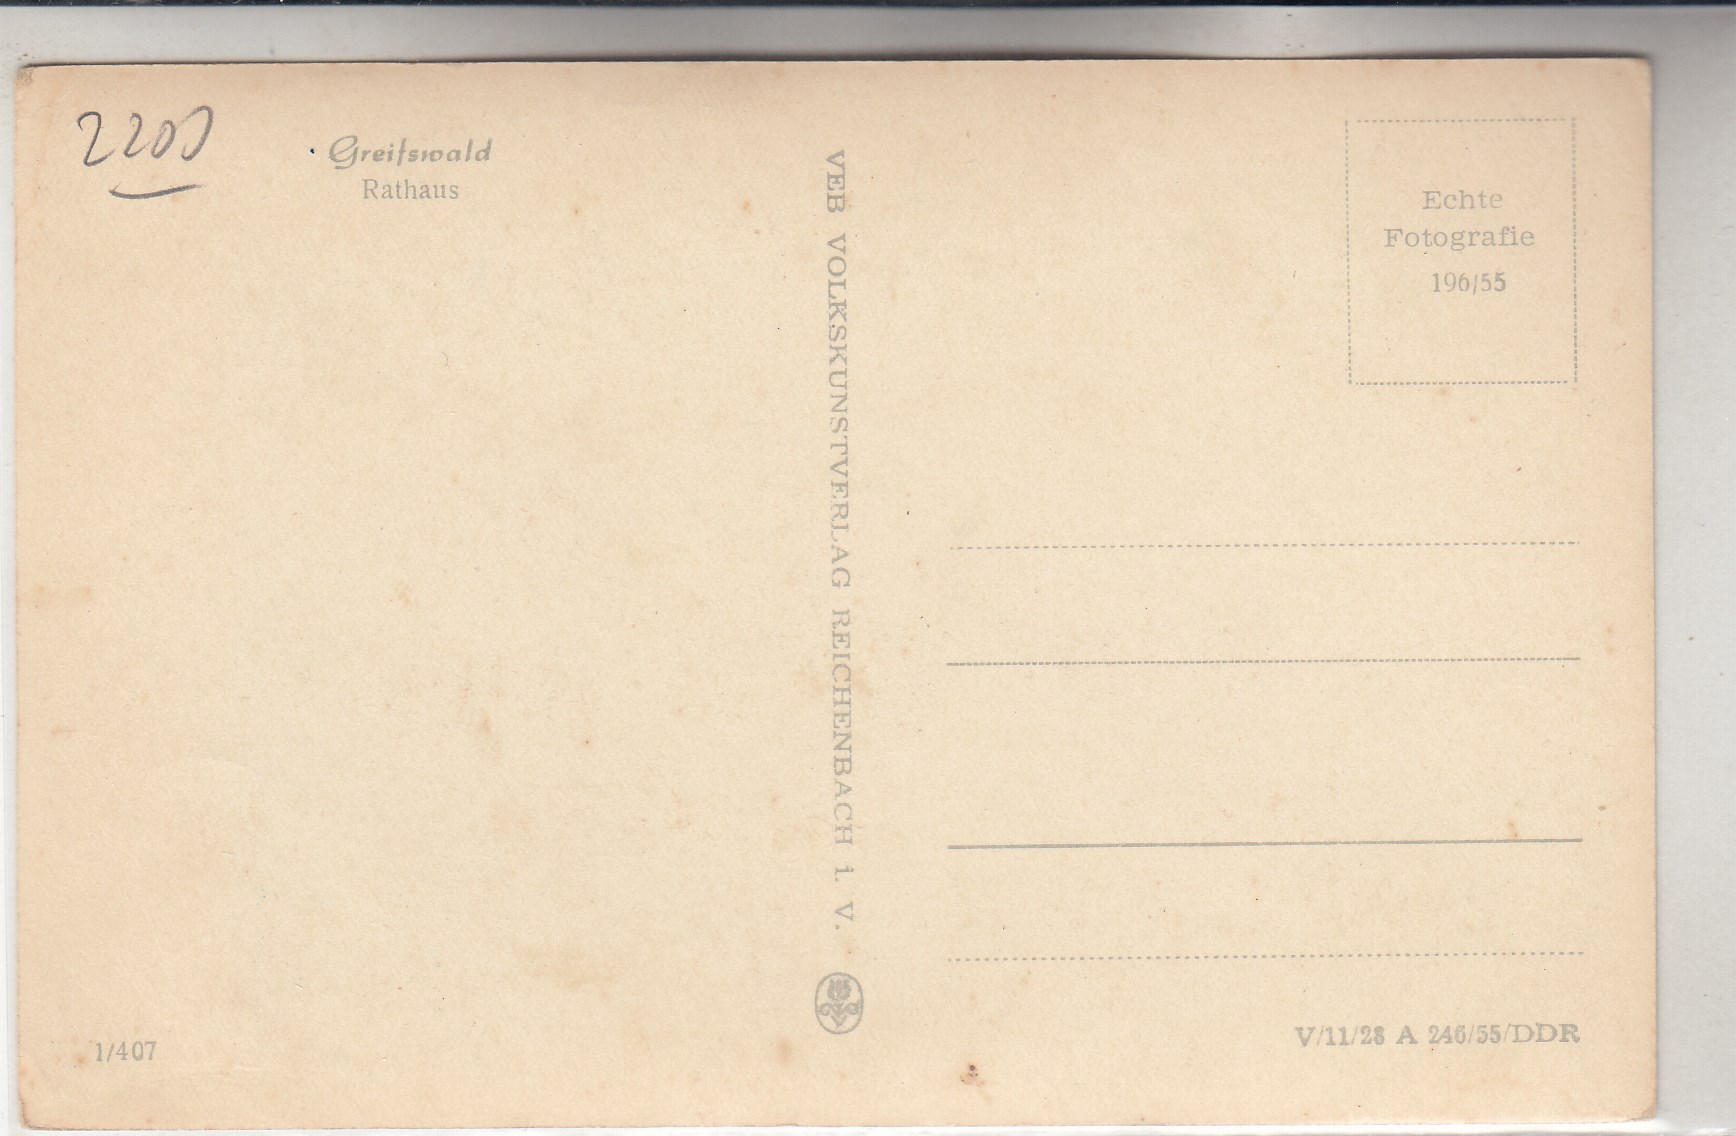 2200
Greifswald
Rathaus
VEB VOLKSKUNSTVERLAG REICHENBACH i. V.
Echte
Fotografie
196/55
1/407
V/11/28 A 246/55/DDR